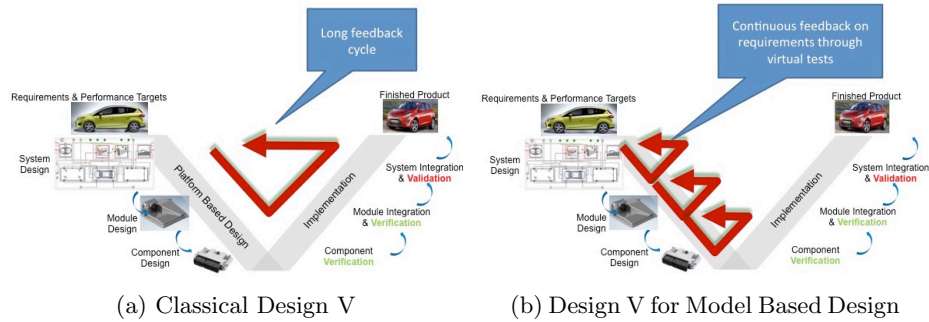 Long feedback
cycle
Requirements & Performance Targets
Finished Product
System
Design
Platform Based Design
Implementation
System Integration
& Validation
Module
Design
Module Integration
& Verification
Component
Design
Component
Verification
(a) Classical Design V
Continuous feedback on
requirements through
virtual tests
Requirements & Performance Targets
Finished Product
System
Design
Implementation
System Integration
& Validation
Module
Design
Module Integration
& Verification
Component
Design
Component
Verification
(b) Design V for Model Based Design